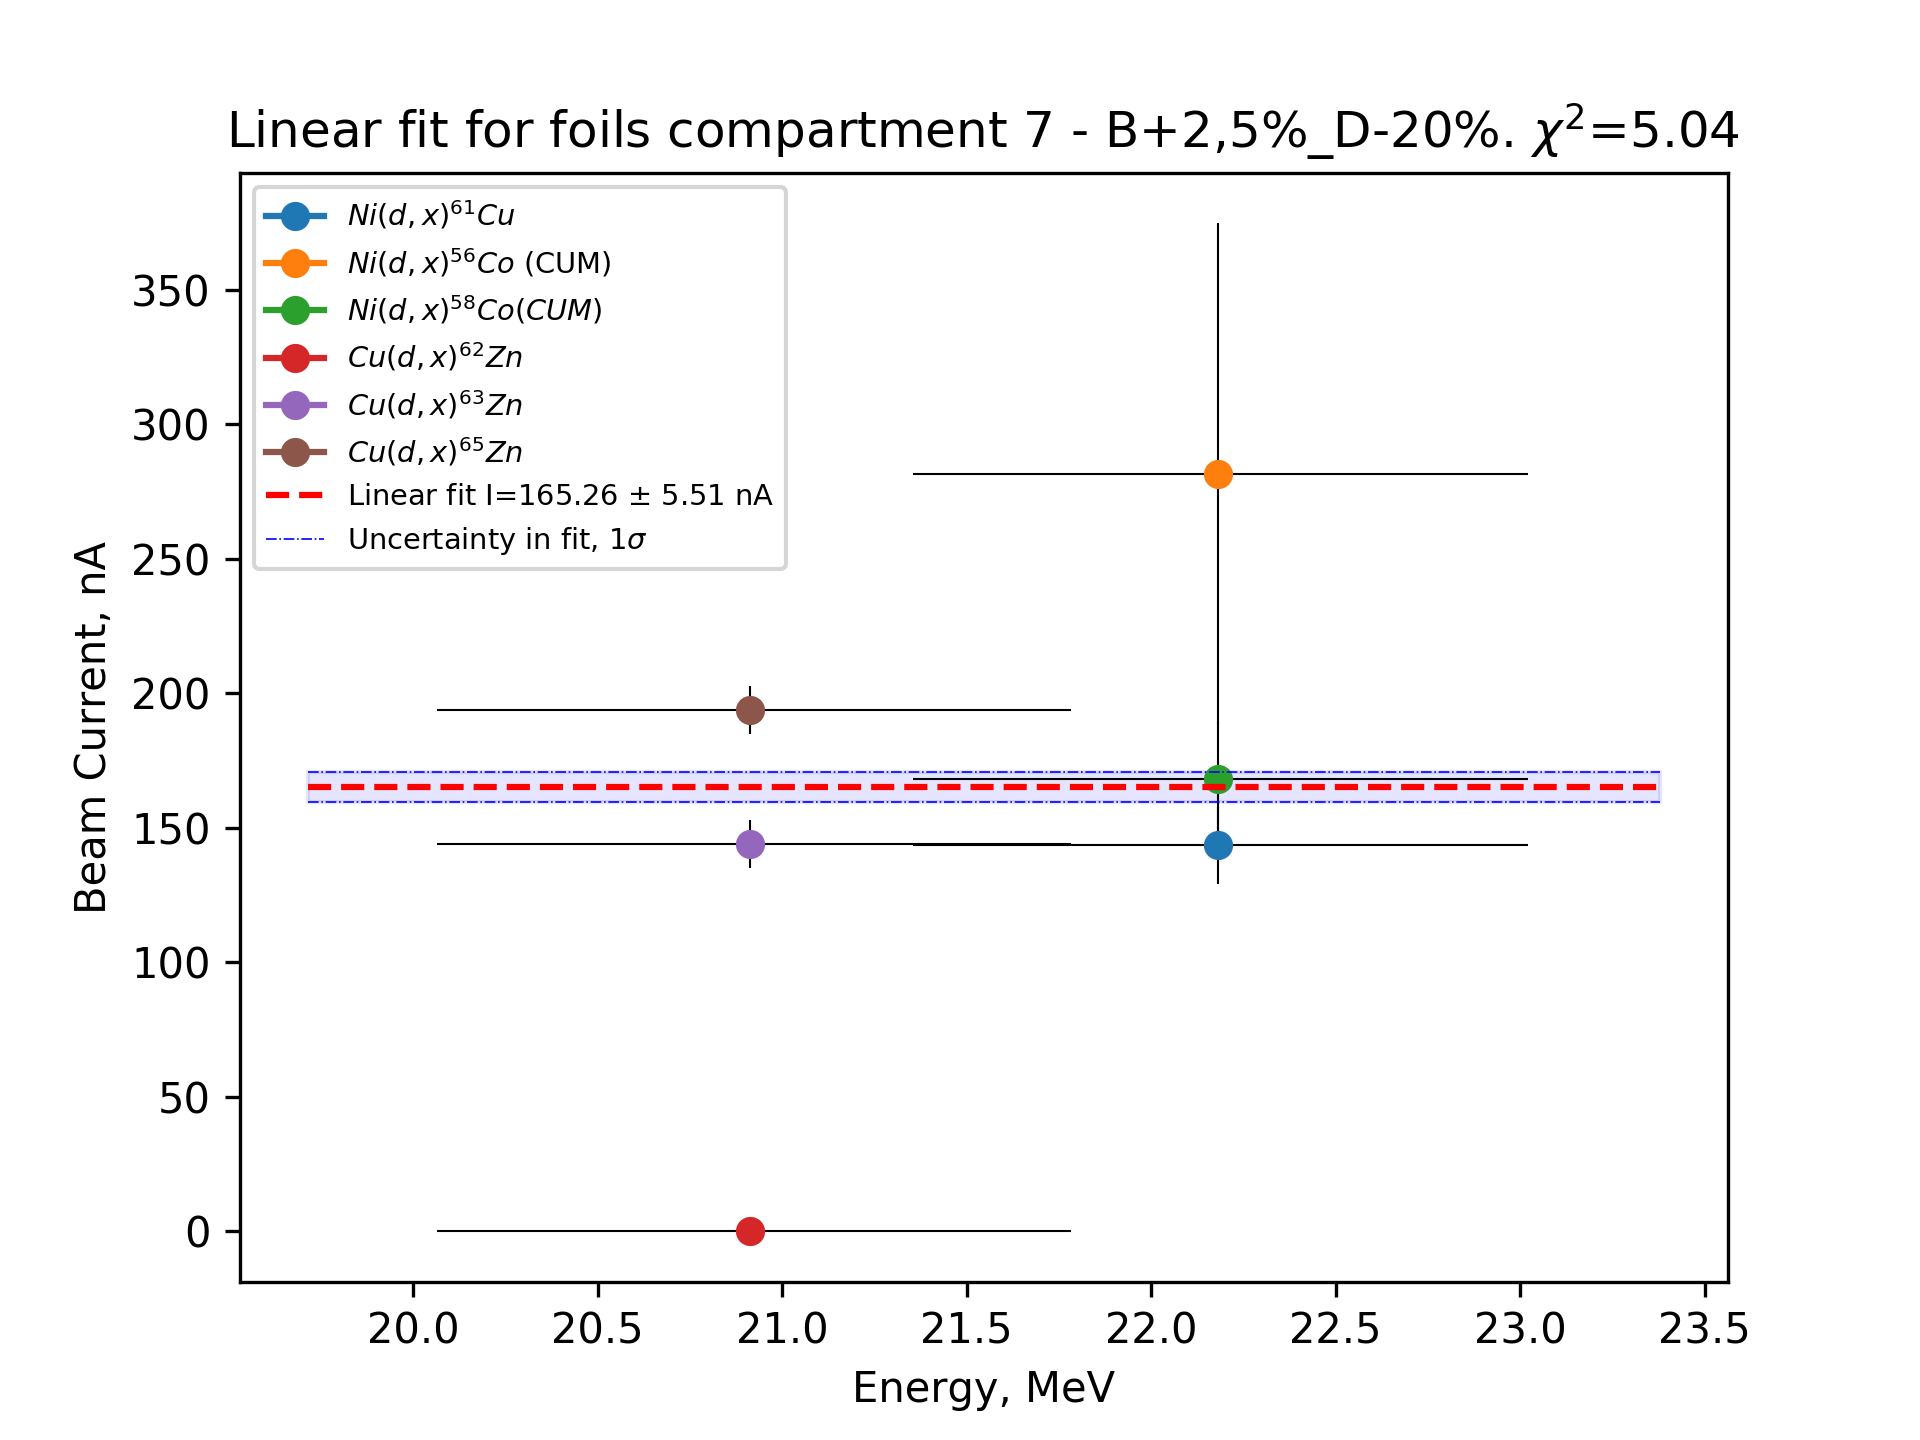 Linear fit for foils compartment 7 - B+2,5%_D-20%. χ²=5.04
Ni(d, x)⁶¹Cu
Ni(d, x)⁵⁶Co (CUM)
Ni(d, x)⁵⁸Co(CUM)
Cu(d, x)⁶²Zn
Cu(d, x)⁶³Zn
Cu(d, x)⁶⁵Zn
Linear fit I=165.26 ± 5.51 nA
Uncertainty in fit, 1σ
Beam Current, nA
350
300
250
200
150
100
50
0
20.0 20.5 21.0 21.5 22.0 22.5 23.0 23.5
Energy, MeV